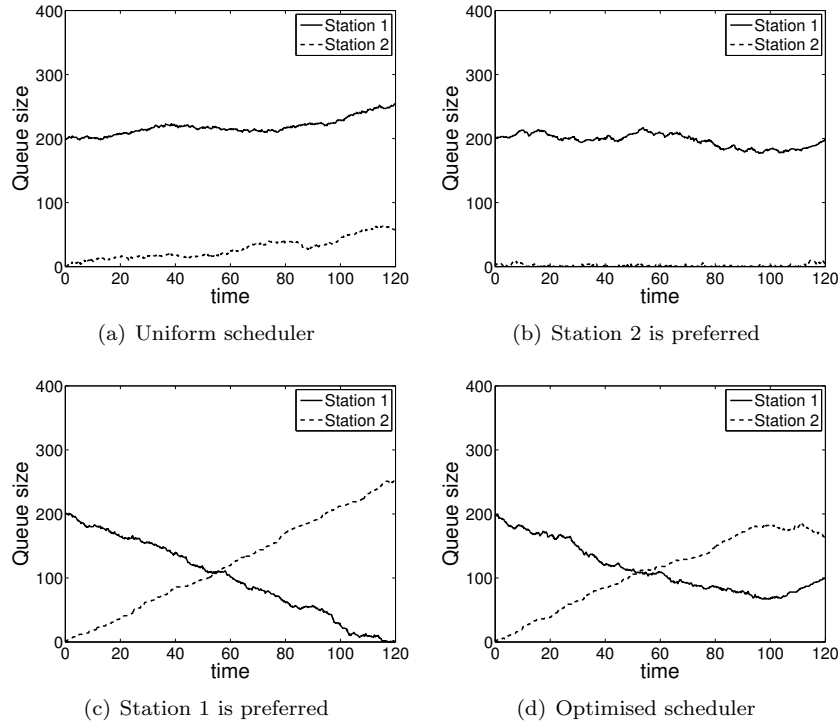 400
300
200
100
0
Queue size
0 20 40 60 80 100 120
time
Station 1
Station 2
(a) Uniform scheduler
400
300
200
100
0
Queue size
0 20 40 60 80 100 120
time
Station 1
Station 2
(b) Station 2 is preferred
400
300
200
100
0
Queue size
0 20 40 60 80 100 120
time
Station 1
Station 2
(c) Station 1 is preferred
400
300
200
100
0
Queue size
0 20 40 60 80 100 120
time
Station 1
Station 2
(d) Optimised scheduler